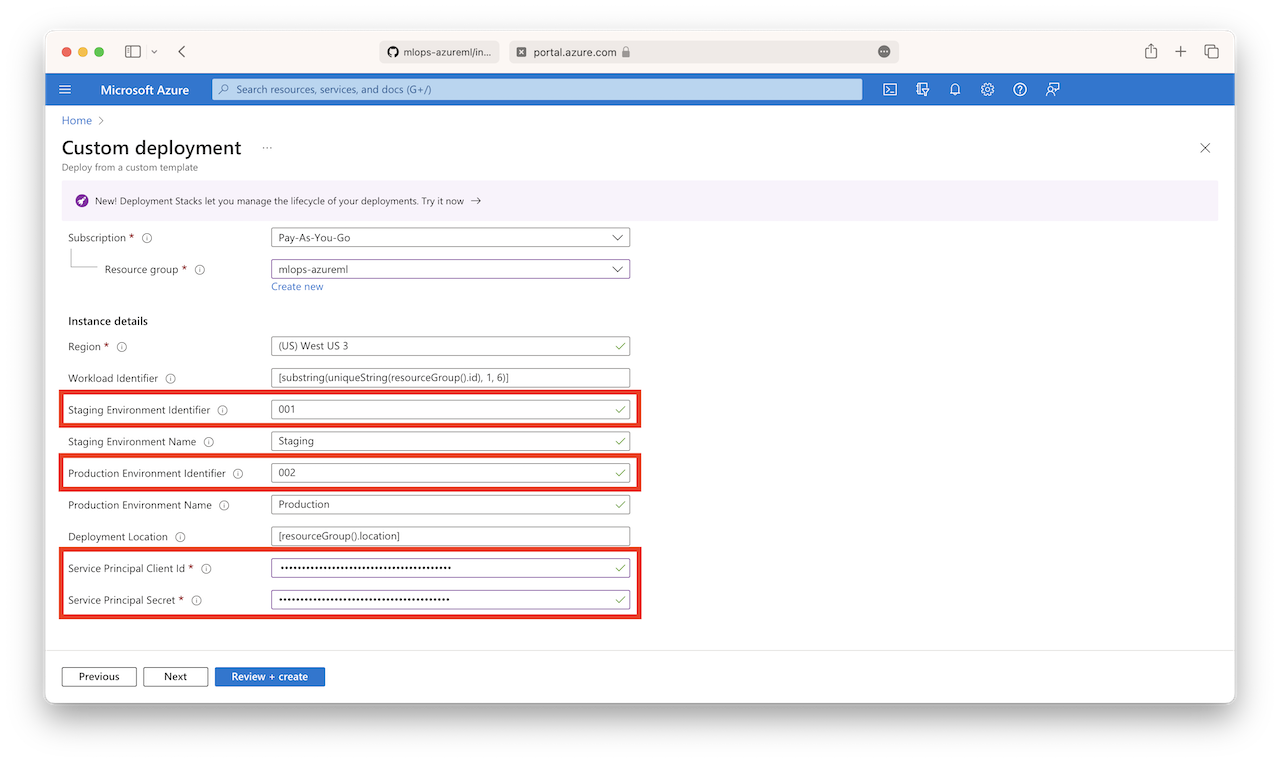 mlops-azureml/in...
portal.azure.com
Microsoft Azure
Search resources, services, and docs (G+/)
Home
Custom deployment ...
Deploy from a custom template
New! Deployment Stacks let you manage the lifecycle of your deployments. Try it now →
Subscription * Pay-As-You-Go
Resource group * mlops-azureml
Create new
Instance details
Region * (US) West US 3
Workload Identifier [substring(uniqueString(resourceGroup().id), 1, 6)]
Staging Environment Identifier 001
Staging Environment Name Staging
Production Environment Identifier 002
Production Environment Name Production
Deployment Location [resourceGroup().location]
Service Principal Client Id * ••••••••••••••••••••••••••••••••••••••••
Service Principal Secret * ••••••••••••••••••••••••••••••••••••••••
Previous Next Review + create